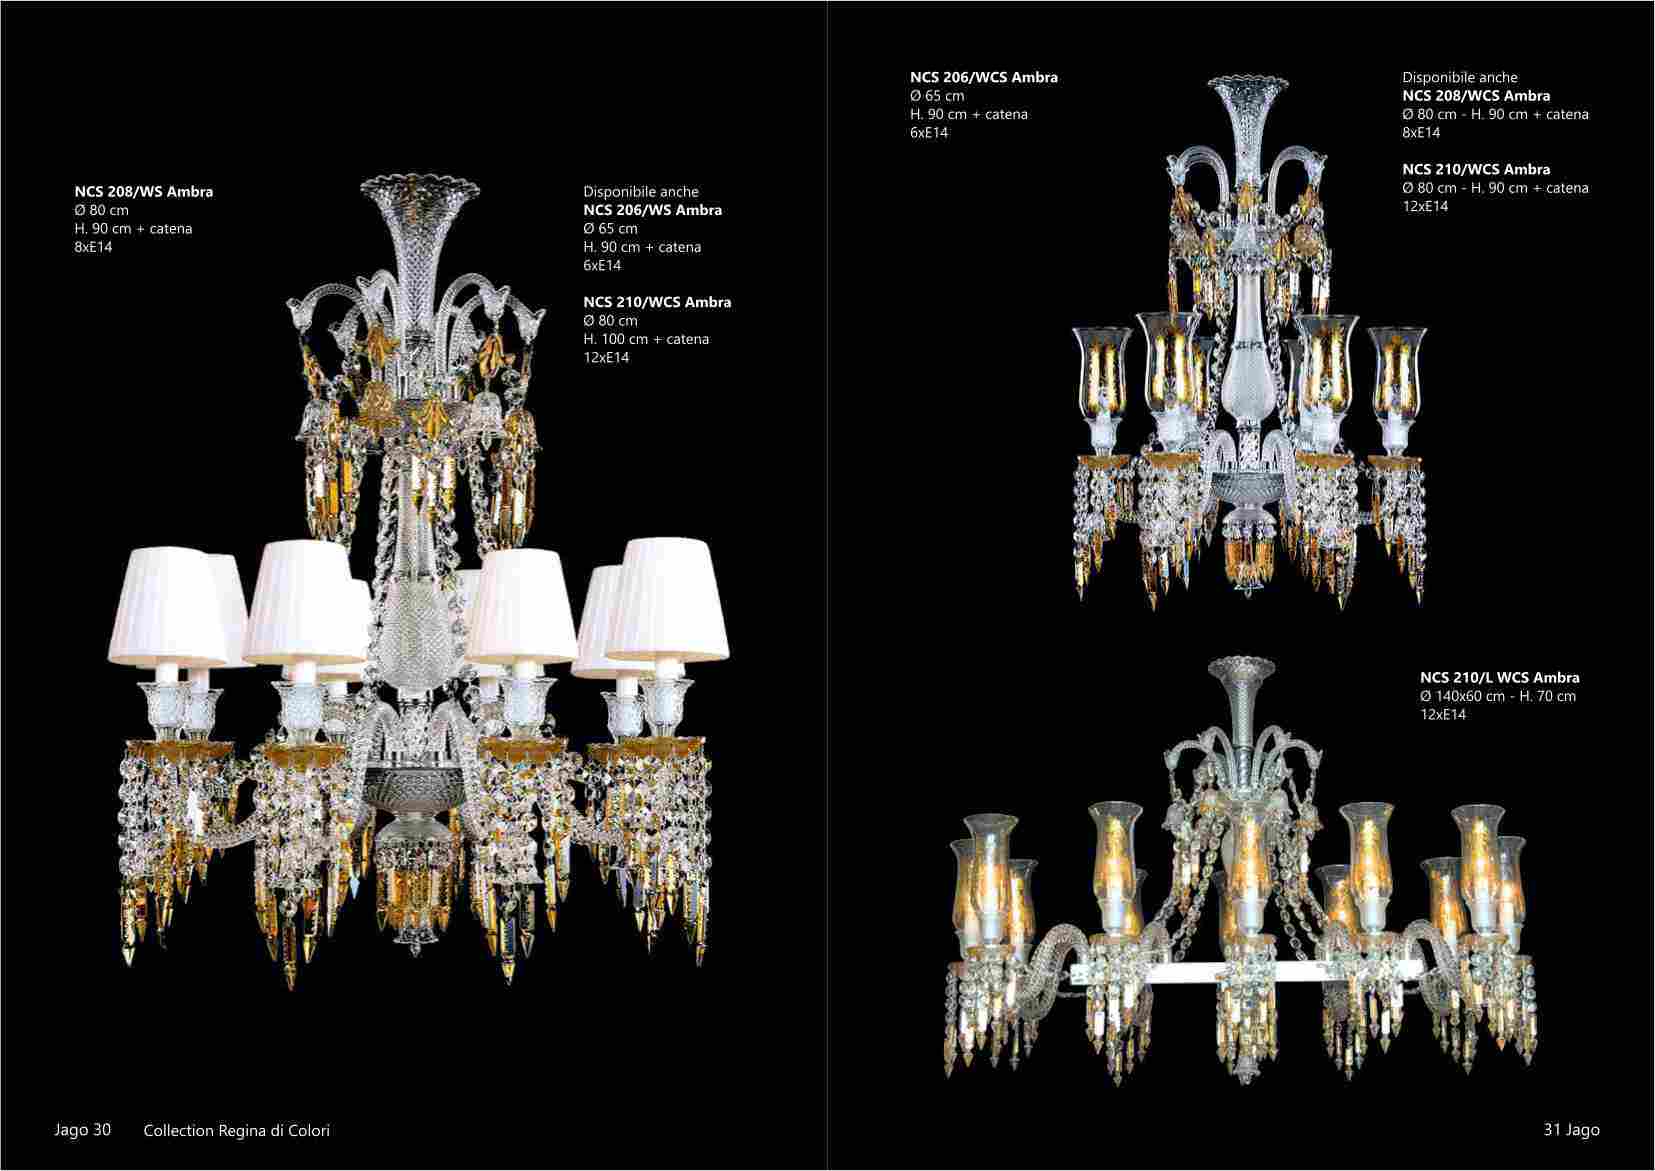 NCS 208/WS Ambra
Ø 80 cm
H. 90 cm + catena
8xE14
Disponibile anche
NCS 206/WS Ambra
Ø 65 cm
H. 90 cm + catena
6xE14
NCS 210/WCS Ambra
Ø 80 cm
H. 100 cm + catena
12xE14
Jago 30
Collection Regina di Colori
NCS 206/WCS Ambra
Ø 65 cm
H. 90 cm + catena
6xE14
Disponibile anche
NCS 208/WCS Ambra
Ø 80 cm - H. 90 cm + catena
8xE14
NCS 210/WCS Ambra
Ø 80 cm - H. 90 cm + catena
12xE14
NCS 210/L WCS Ambra
Ø 140x60 cm - H. 70 cm
12xE14
31 Jago